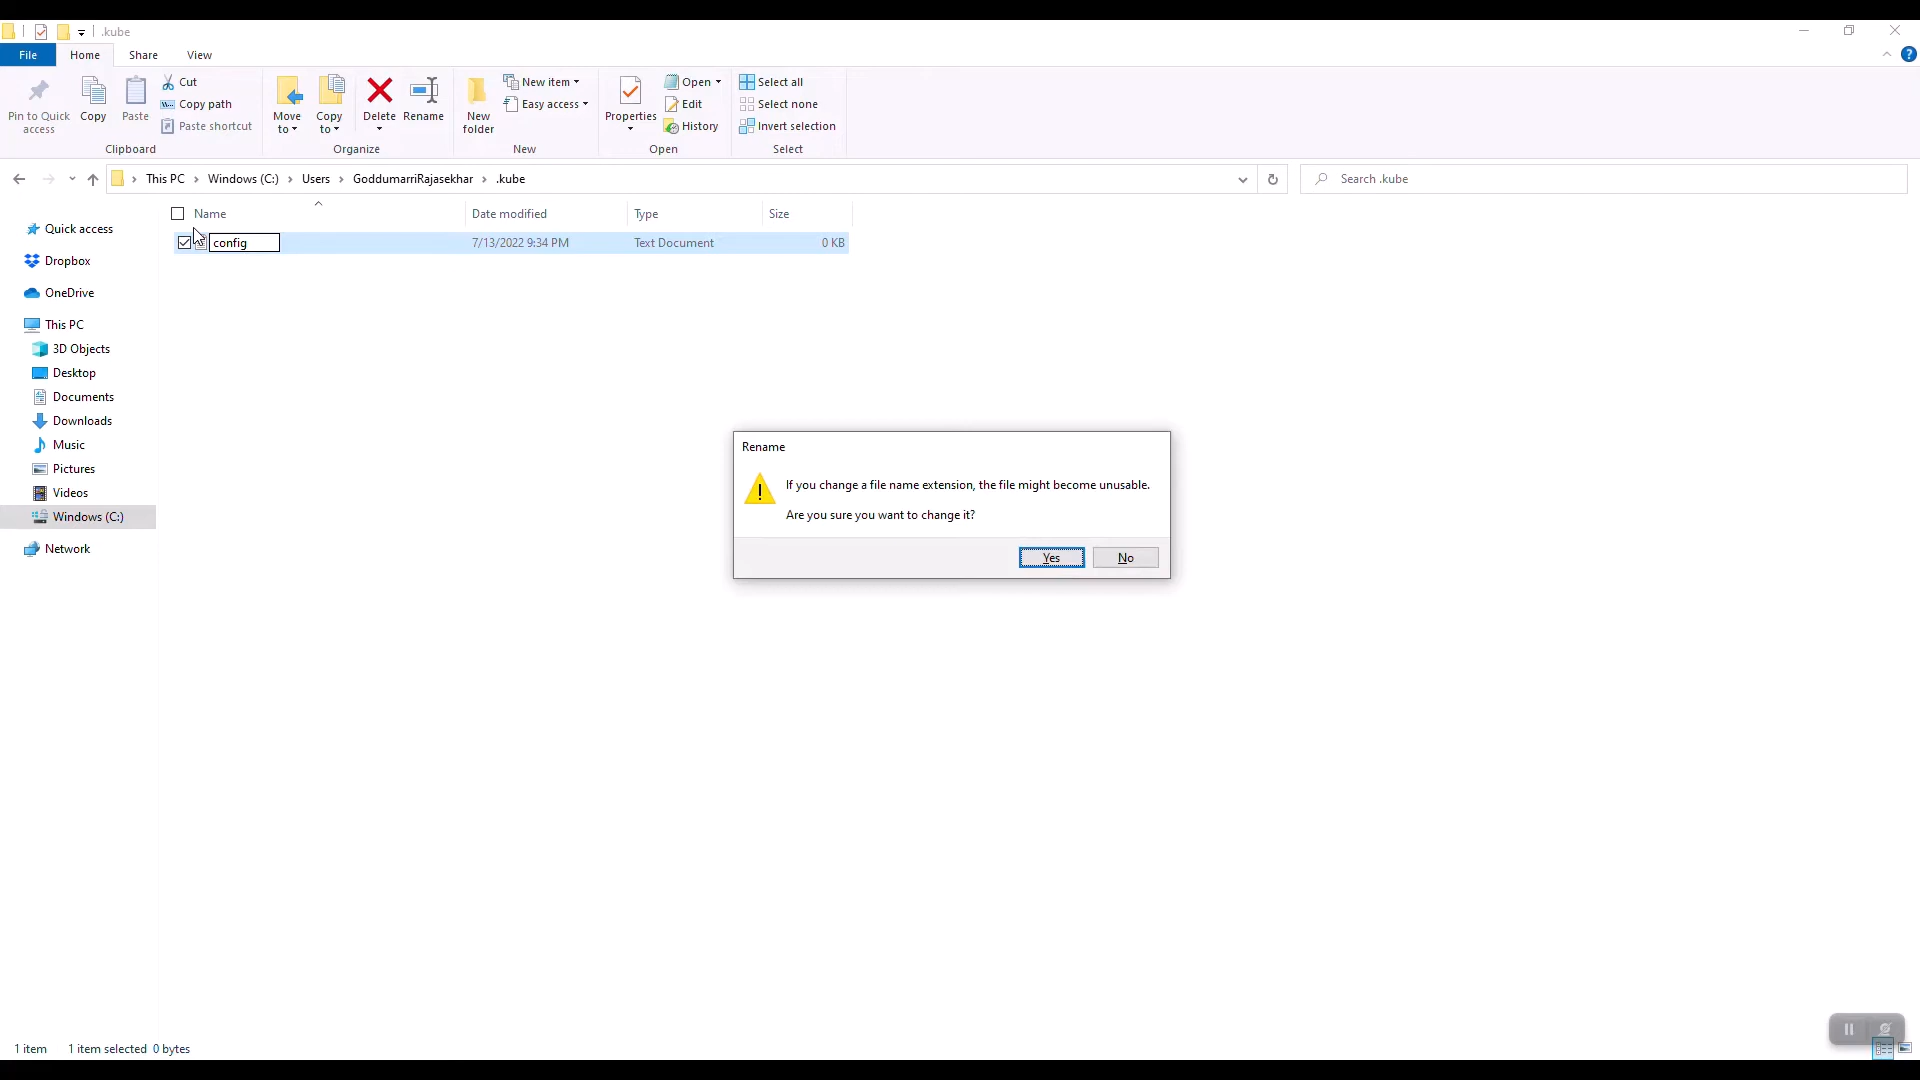 .kube
File Home Share View
Pin to Quick access
Copy
Paste
Cut
Copy path
Paste shortcut
Clipboard
Move to
Copy to
Delete
Rename
Organize
New folder
New item
Easy access
New
Properties
Open
Edit
History
Open
Select all
Select none
Invert selection
Select
This PC › Windows (C:) › Users › GoddumarriRajasekhar › .kube
Search .kube
Name Date modified Type Size
config 7/13/2022 9:34 PM Text Document 0 KB
Quick access
Dropbox
OneDrive
This PC
3D Objects
Desktop
Documents
Downloads
Music
Pictures
Videos
Windows (C:)
Network
Rename
If you change a file name extension, the file might become unusable.
Are you sure you want to change it?
Yes No
1 item 1 item selected 0 bytes